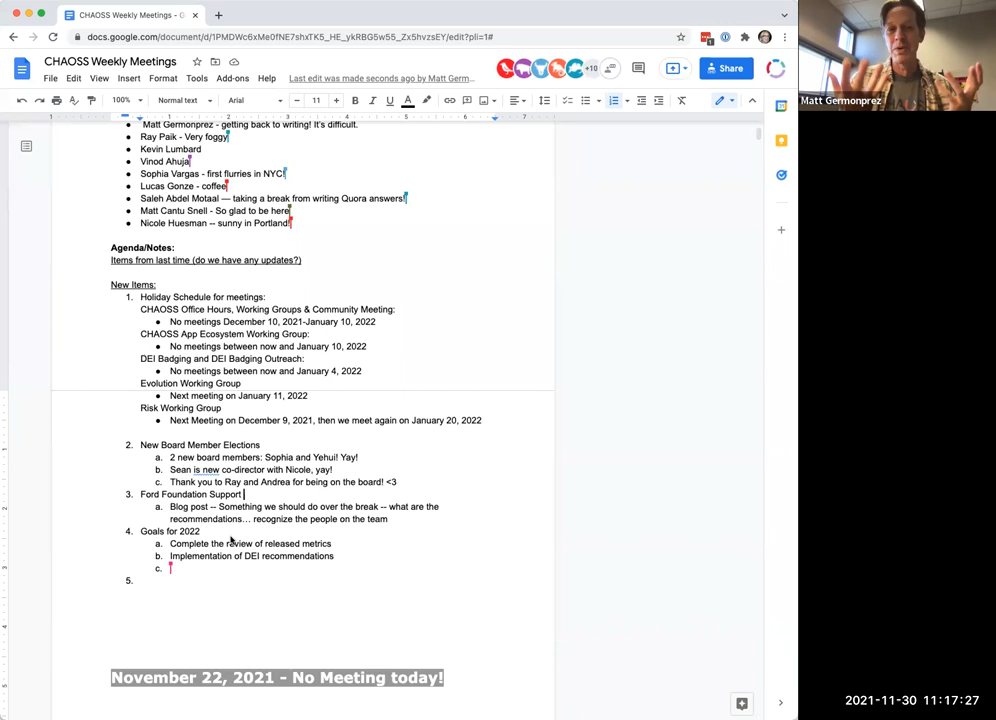 CHAOSS Weekly Meetings - G
docs.google.com/document/d/1PMDWc6xMe0fNE7shxTK5_HE_ykRBG5w55_Zx5hvzsEY/edit?pli=1#
CHAOSS Weekly Meetings
File Edit View Insert Format Tools Add-ons Help Last edit was made seconds ago by Matt Germ...
+10
Share
100% Normal text Arial 11 B I U A
1 1 2 3 4 5 6 7
Matt Germonprez - getting back to writing! It's difficult.
Ray Paik - Very foggy
Kevin Lumbard
Vinod Ahuja
Sophia Vargas - first flurries in NYC!
Lucas Gonze - coffee
Saleh Abdel Motaal — taking a break from writing Quora answers!
Matt Cantu Snell - So glad to be here
Nicole Huesman -- sunny in Portland!
Agenda/Notes:
Items from last time (do we have any updates?)
New Items:
1. Holiday Schedule for meetings:
CHAOSS Office Hours, Working Groups & Community Meeting:
No meetings December 10, 2021-January 10, 2022
CHAOSS App Ecosystem Working Group:
No meetings between now and January 10, 2022
DEI Badging and DEI Badging Outreach:
No meetings between now and January 4, 2022
Evolution Working Group
Next meeting on January 11, 2022
Risk Working Group
Next Meeting on December 9, 2021, then we meet again on January 20, 2022
2. New Board Member Elections
a. 2 new board members: Sophia and Yehui! Yay!
b. Sean is new co-director with Nicole, yay!
c. Thank you to Ray and Andrea for being on the board! <3
3. Ford Foundation Support
a. Blog post -- Something we should do over the break -- what are the
recommendations... recognize the people on the team
4. Goals for 2022
a. Complete the review of released metrics
b. Implementation of DEI recommendations
c.
5.
November 22, 2021 - No Meeting today!
Matt Germonprez
2021-11-30 11:17:27